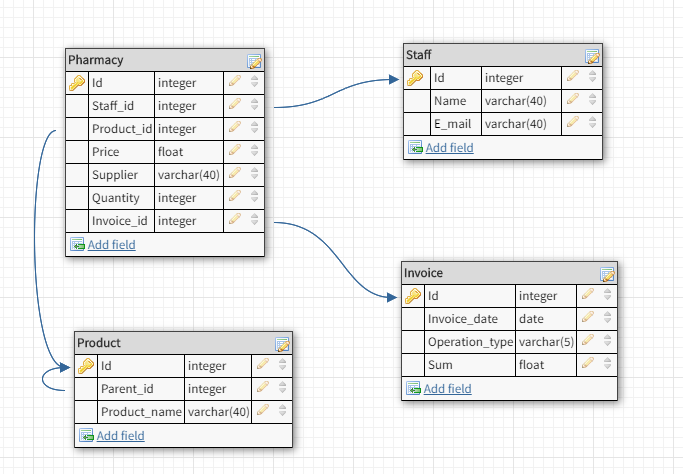 Pharmacy
Id integer
Staff_id integer
Product_id integer
Price float
Supplier varchar(40)
Quantity integer
Invoice_id integer
Add field
Staff
Id integer
Name varchar(40)
E_mail varchar(40)
Add field
Product
Id integer
Parent_id integer
Product_name varchar(40)
Add field
Invoice
Id integer
Invoice_date date
Operation_type varchar(5)
Sum float
Add field